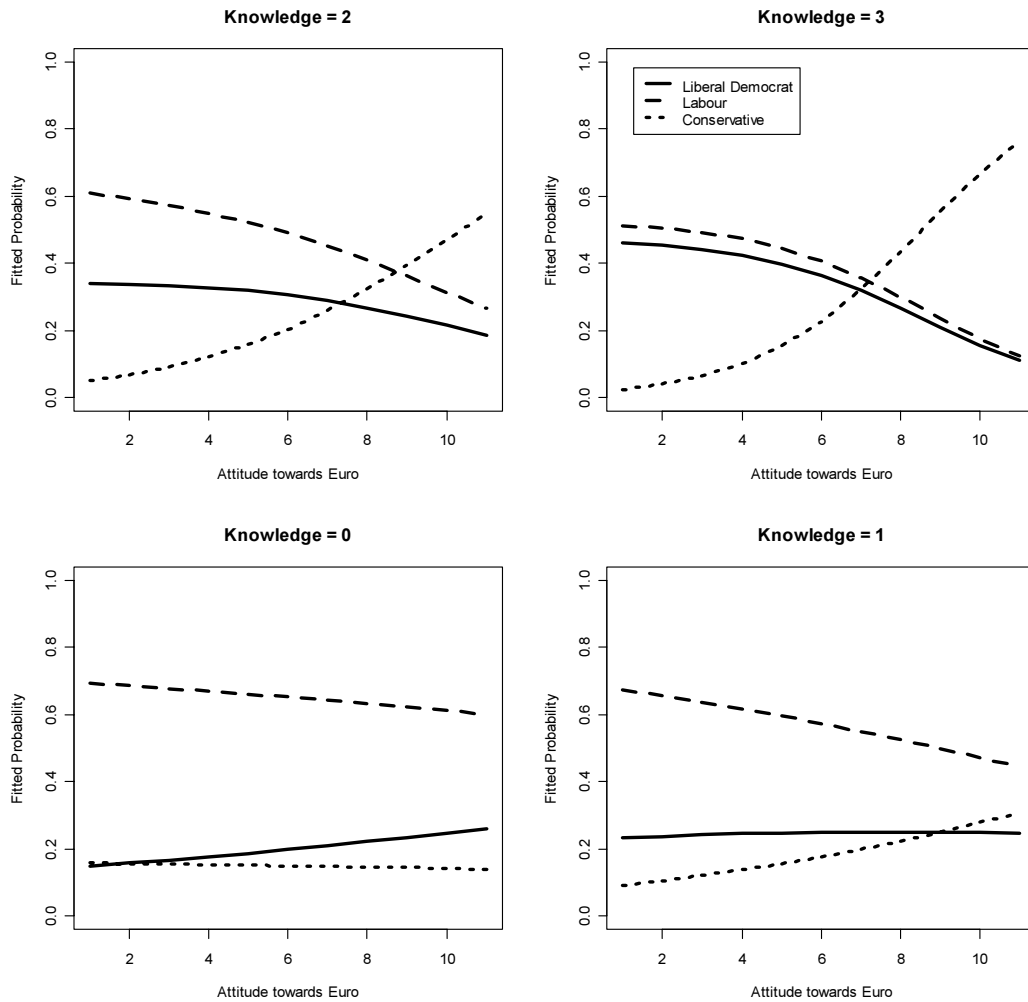 Knowledge = 2
1.0
0.8
0.6
0.4
0.2
0.0
Fitted Probability
2 4 6 8 10
Attitude towards Euro
Knowledge = 3
Liberal Democrat
Labour
Conservative
1.0
0.8
0.6
0.4
0.2
0.0
Fitted Probability
2 4 6 8 10
Attitude towards Euro
Knowledge = 0
1.0
0.8
0.6
0.4
0.2
0.0
Fitted Probability
2 4 6 8 10
Attitude towards Euro
Knowledge = 1
1.0
0.8
0.6
0.4
0.2
0.0
Fitted Probability
2 4 6 8 10
Attitude towards Euro